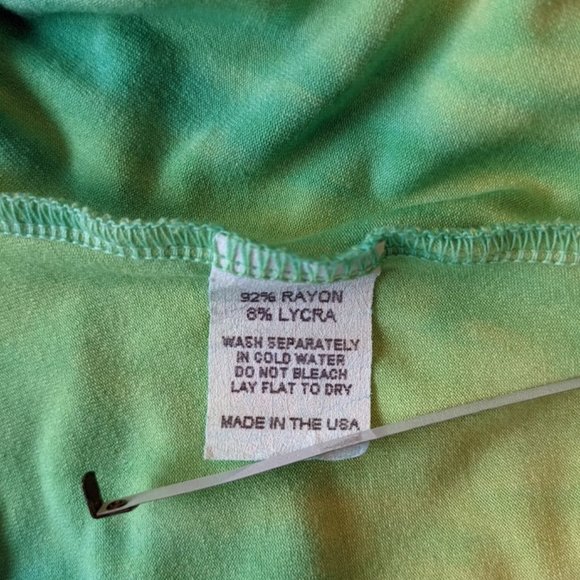 92% RAYON
8% LYCRA
WASH SEPARATELY
IN COLD WATER
DO NOT BLEACH
LAY FLAT TO DRY
MADE IN THE USA